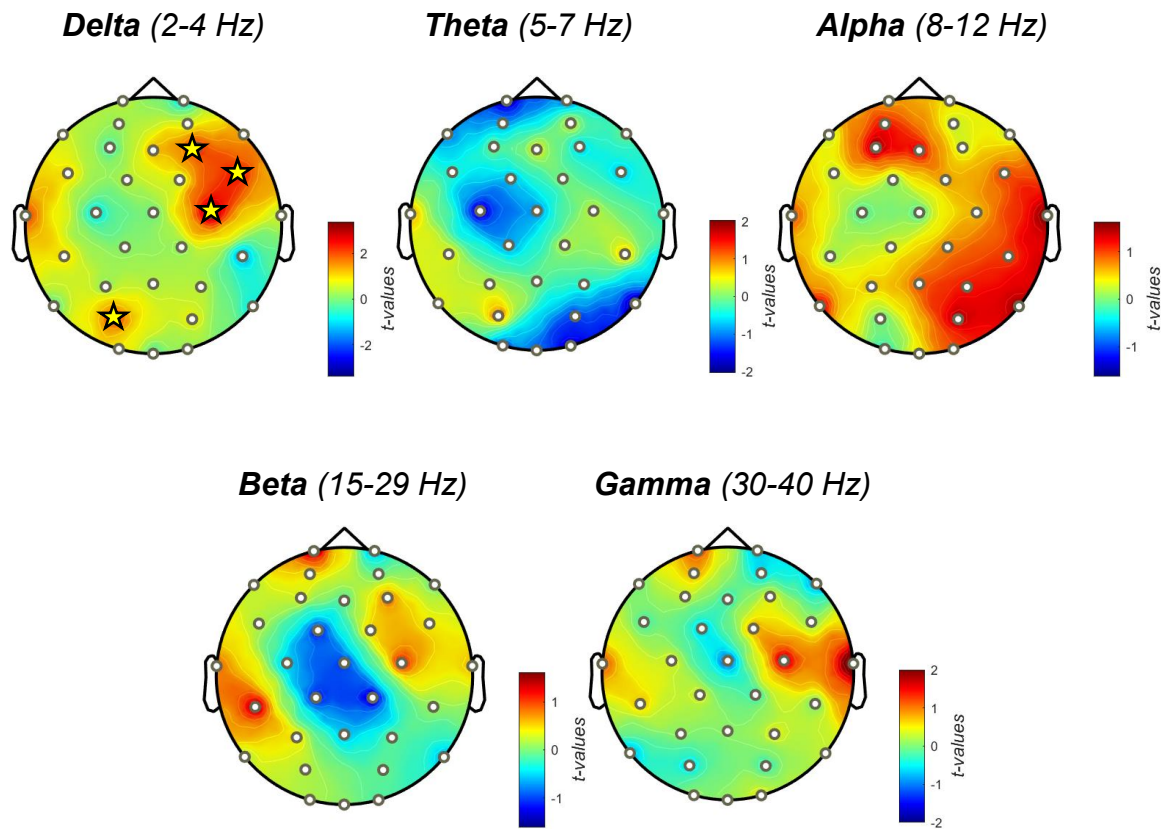 Delta (2-4 Hz)
Theta (5-7 Hz)
Alpha (8-12 Hz)
2
0
-2
t-values
2
1
0
-1
-2
t-values
1
0
-1
t-values
Beta (15-29 Hz)
Gamma (30-40 Hz)
1
0
-1
t-values
2
1
0
-1
-2
t-values